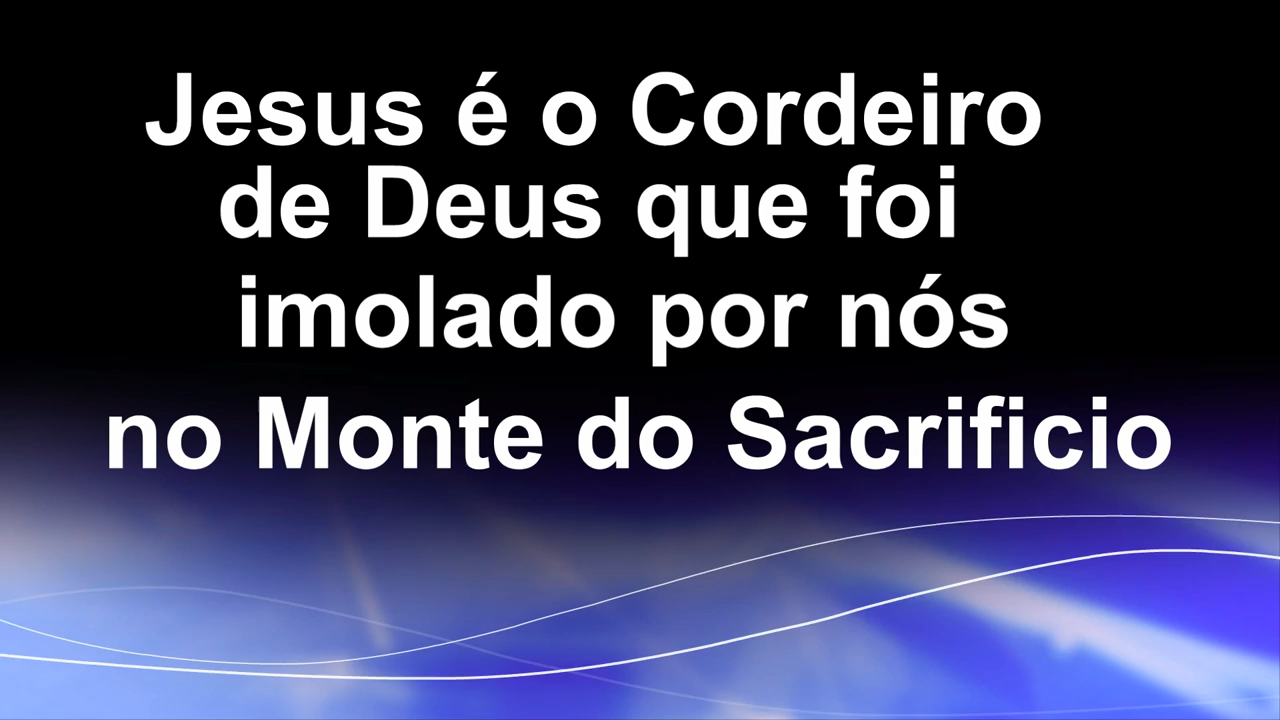 Jesus é o Cordeiro
de Deus que foi
imolado por nós
no Monte do Sacrificio